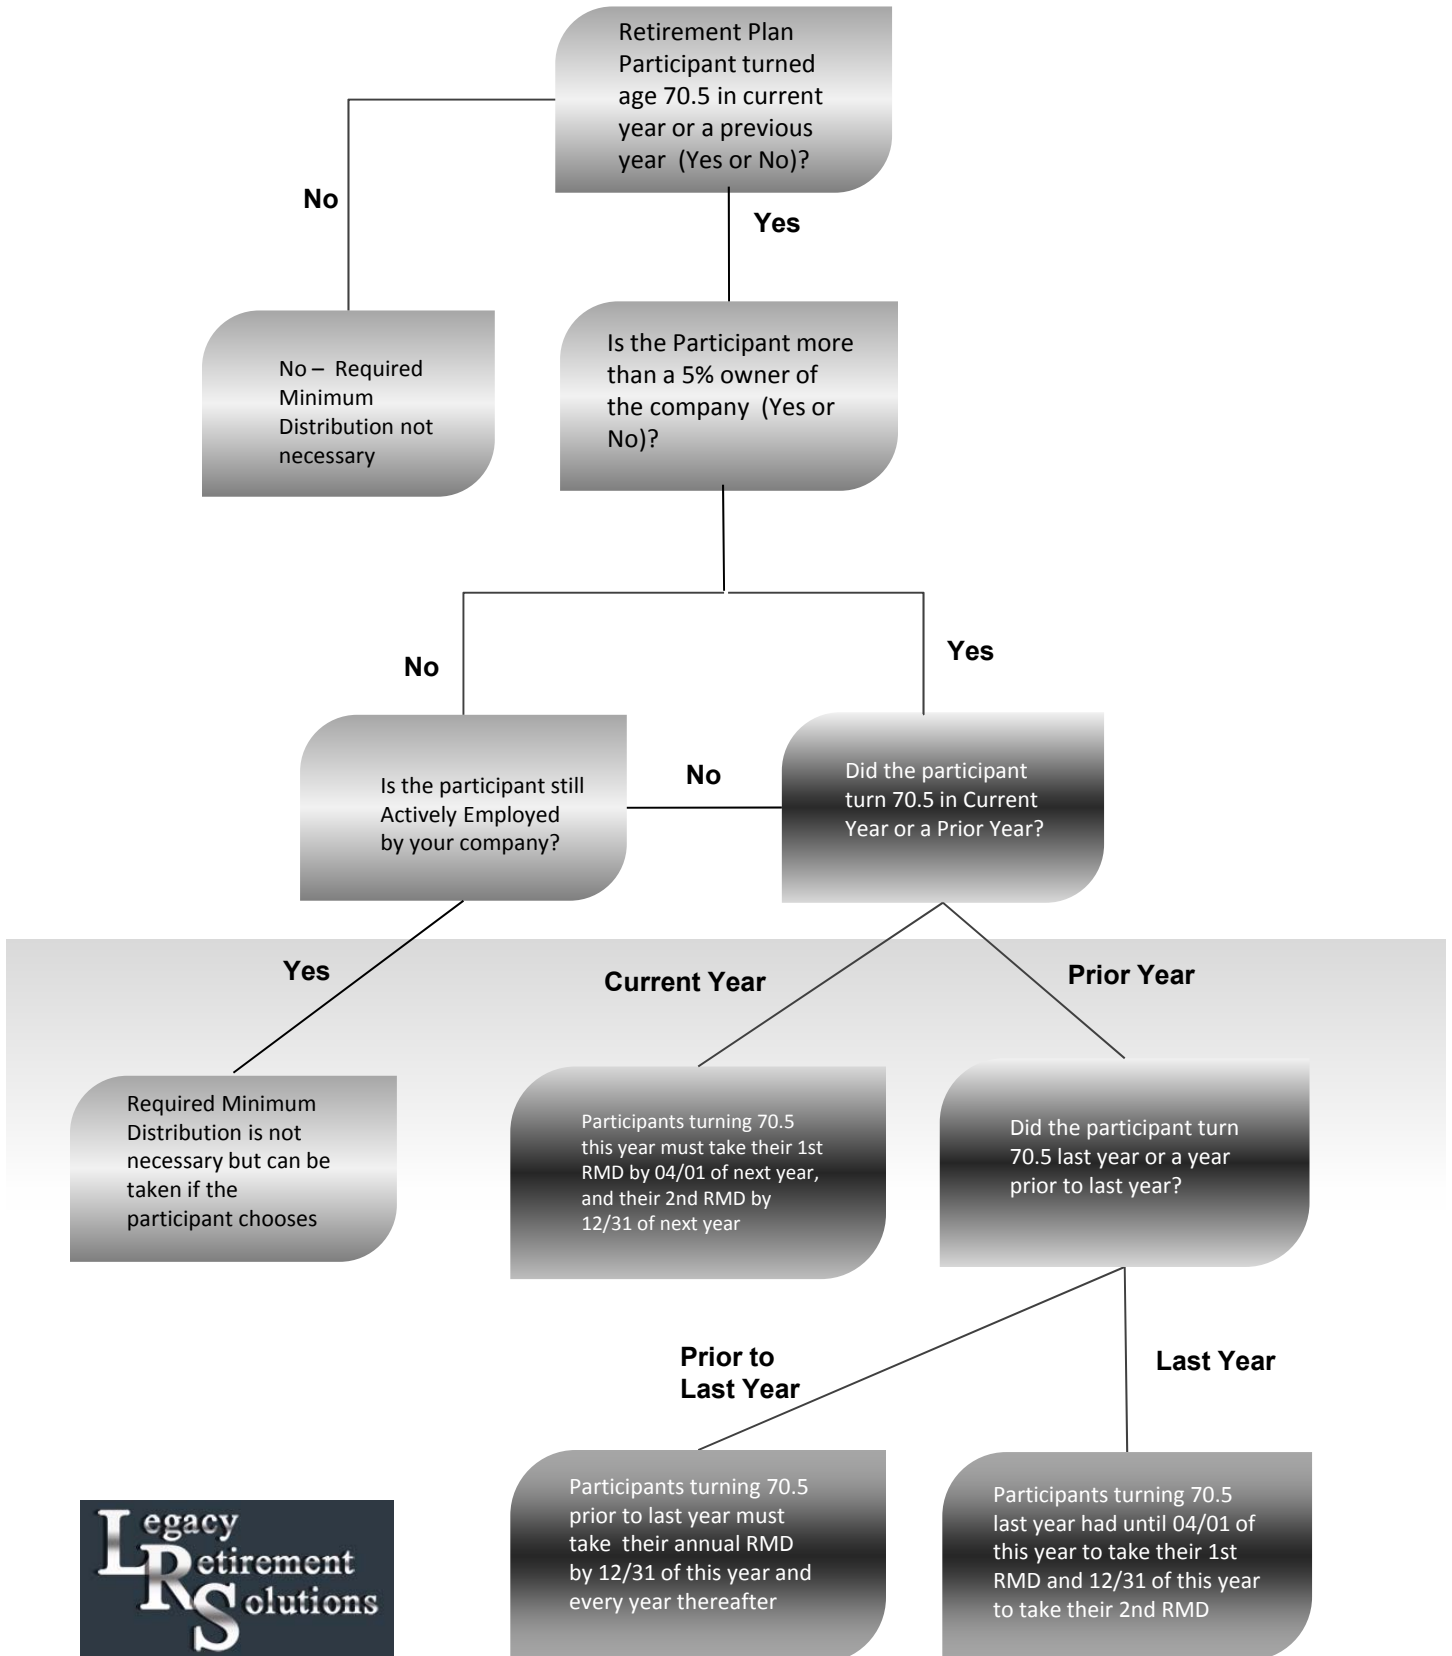 Retirement Plan
Participant turned
age 70.5 in current
year or a previous
year (Yes or No)?
No
Yes
No – Required
Minimum
Distribution not
necessary
Is the Participant more
than a 5% owner of
the company (Yes or
No)?
No
Yes
Is the participant still
Actively Employed
by your company?
No
Did the participant
turn 70.5 in Current
Year or a Prior Year?
Yes
Current Year
Prior Year
Required Minimum
Distribution is not
necessary but can be
taken if the
participant chooses
Participants turning 70.5
this year must take their 1st
RMD by 04/01 of next year,
and their 2nd RMD by
12/31 of next year
Did the participant turn
70.5 last year or a year
prior to last year?
Prior to
Last Year
Last Year
Participants turning 70.5
prior to last year must
take their annual RMD
by 12/31 of this year and
every year thereafter
Participants turning 70.5
last year had until 04/01 of
this year to take their 1st
RMD and 12/31 of this year
to take their 2nd RMD
Legacy
Retirement
Solutions